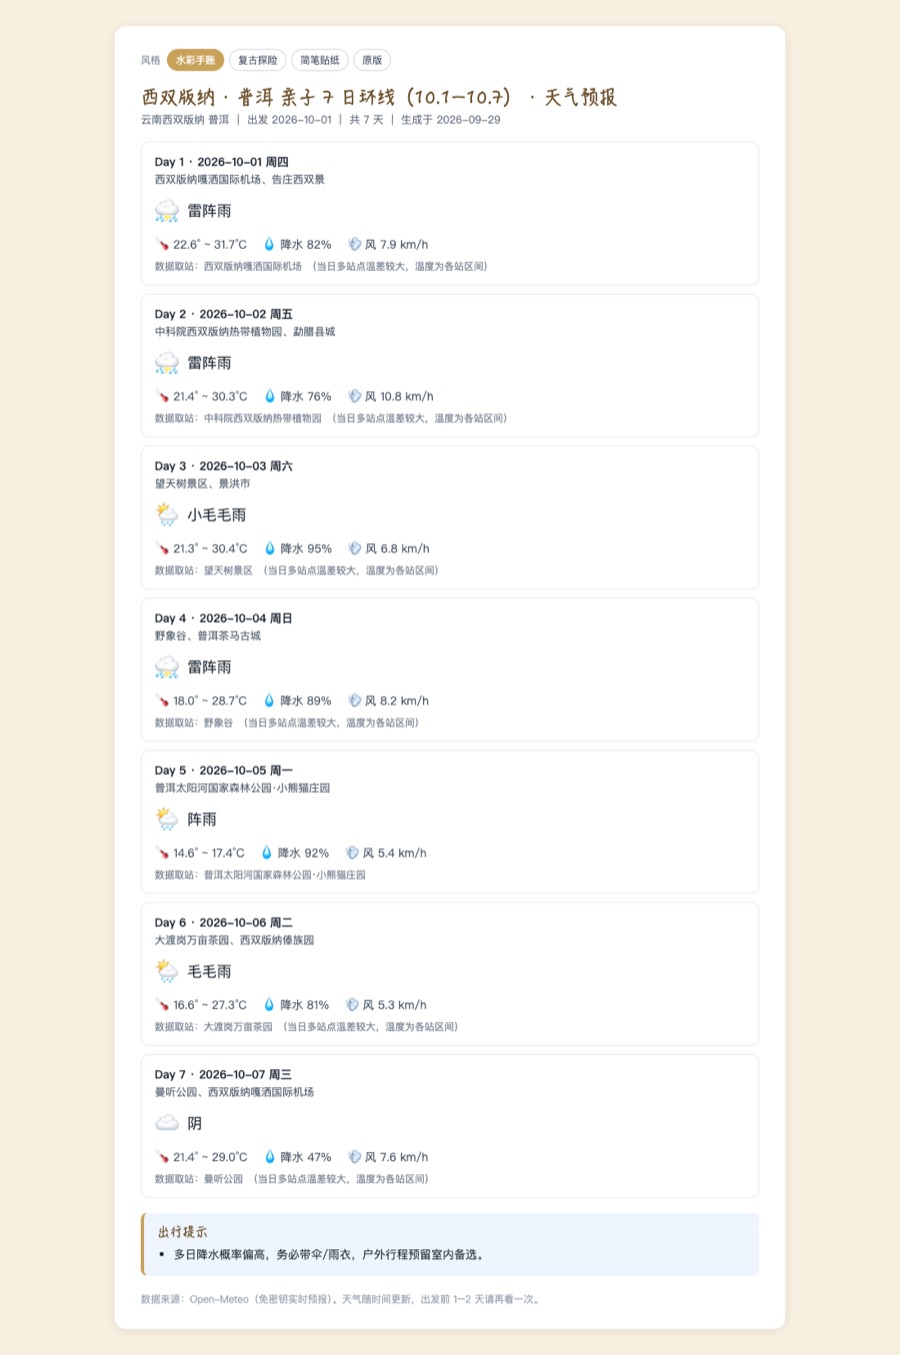 风格 水彩手账 复古探险 简笔贴纸 原版
西双版纳 · 普洱 亲子 7 日环线（10.1—10.7） · 天气预报
云南西双版纳 普洱 | 出发 2026-10-01 | 共 7 天 | 生成于 2026-09-29
Day 1 · 2026-10-01 周四
西双版纳嘎洒国际机场、告庄西双景
雷阵雨
22.6° ~ 31.7°C 降水 82% 风 7.9 km/h
数据取站：西双版纳嘎洒国际机场 （当日多站点温差较大，温度为各站区间）
Day 2 · 2026-10-02 周五
中科院西双版纳热带植物园、勐腊县城
雷阵雨
21.4° ~ 30.3°C 降水 76% 风 10.8 km/h
数据取站：中科院西双版纳热带植物园 （当日多站点温差较大，温度为各站区间）
Day 3 · 2026-10-03 周六
望天树景区、景洪市
小毛毛雨
21.3° ~ 30.4°C 降水 95% 风 6.8 km/h
数据取站：望天树景区 （当日多站点温差较大，温度为各站区间）
Day 4 · 2026-10-04 周日
野象谷、普洱茶马古城
雷阵雨
18.0° ~ 28.7°C 降水 89% 风 8.2 km/h
数据取站：野象谷 （当日多站点温差较大，温度为各站区间）
Day 5 · 2026-10-05 周一
普洱太阳河国家森林公园·小熊猫庄园
阵雨
14.6° ~ 17.4°C 降水 92% 风 5.4 km/h
数据取站：普洱太阳河国家森林公园·小熊猫庄园
Day 6 · 2026-10-06 周二
大渡岗万亩茶园、西双版纳傣族园
毛毛雨
16.6° ~ 27.3°C 降水 81% 风 5.3 km/h
数据取站：大渡岗万亩茶园 （当日多站点温差较大，温度为各站区间）
Day 7 · 2026-10-07 周三
曼听公园、西双版纳嘎洒国际机场
阴
21.4° ~ 29.0°C 降水 47% 风 7.6 km/h
数据取站：曼听公园 （当日多站点温差较大，温度为各站区间）
出行提示
• 多日降水概率偏高，务必带伞/雨衣，户外行程预留室内备选。
数据来源：Open-Meteo（免密钥实时预报）。天气随时间更新，出发前 1—2 天请再看一次。